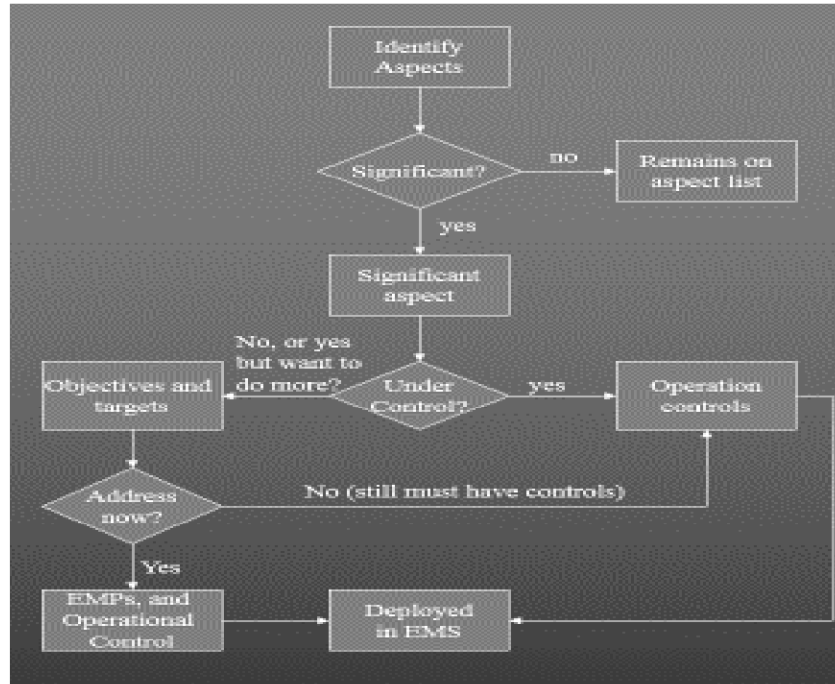 Identify
Aspects
Significant?
no
Remains on
aspect list
yes
Significant
aspect
No, or yes
but want to
do more?
Objectives and
targets
Under
Control?
yes
Operation
controls
Address
now?
No (still must have controls)
Yes
EMPs, and
Operational
Control
Deployed
in EMS